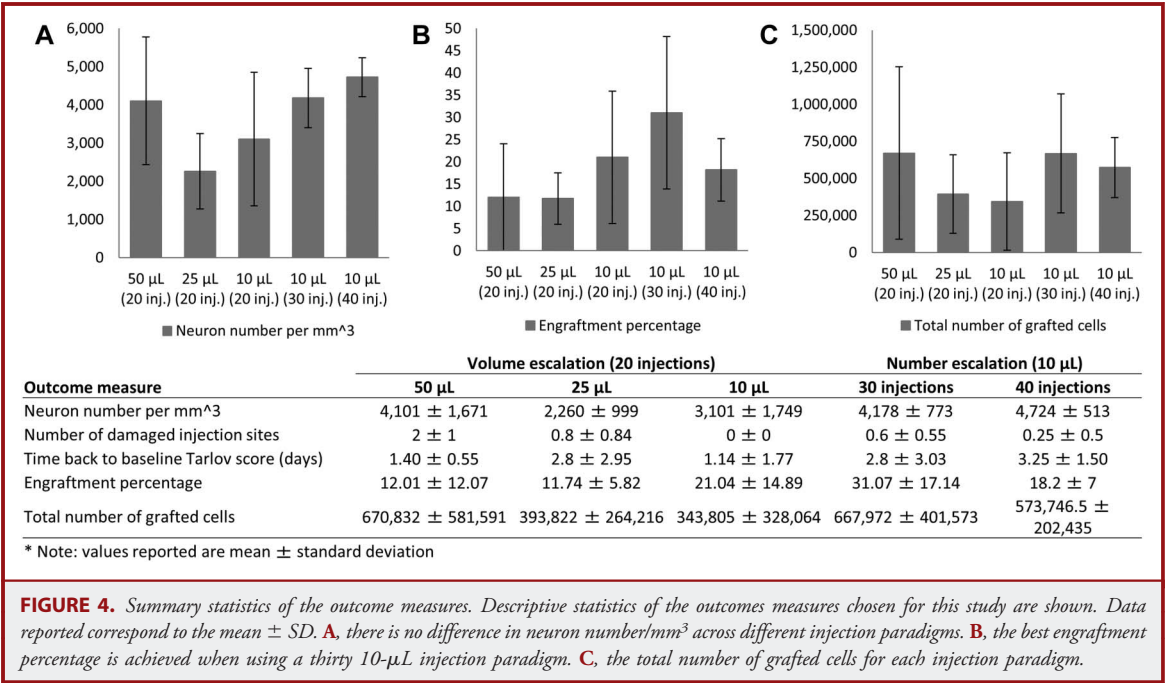 A
6,000
5,000
4,000
3,000
2,000
1,000
0
50 µL 25 µL 10 µL 10 µL 10 µL
(20 inj.) (20 inj.) (20 inj.) (30 inj.) (40 inj.)
Neuron number per mm^3
B
50
45
40
35
30
25
20
15
10
5
0
50 µL 25 µL 10 µL 10 µL 10 µL
(20 inj.) (20 inj.) (20 inj.) (30 inj.) (40 inj.)
Engraftment percentage
C
1,500,000
1,250,000
1,000,000
750,000
500,000
250,000
0
50 µL 25 µL 10 µL 10 µL 10 µL
(20 inj.) (20 inj.) (20 inj.) (30 inj.) (40 inj.)
Total number of grafted cells
Volume escalation (20 injections) Number escalation (10 µL)
Outcome measure 50 µL 25 µL 10 µL 30 injections 40 injections
Neuron number per mm^3 4,101 ± 1,671 2,260 ± 999 3,101 ± 1,749 4,178 ± 773 4,724 ± 513
Number of damaged injection sites 2 ± 1 0.8 ± 0.84 0 ± 0 0.6 ± 0.55 0.25 ± 0.5
Time back to baseline Tarlov score (days) 1.40 ± 0.55 2.8 ± 2.95 1.14 ± 1.77 2.8 ± 3.03 3.25 ± 1.50
Engraftment percentage 12.01 ± 12.07 11.74 ± 5.82 21.04 ± 14.89 31.07 ± 17.14 18.2 ± 7
Total number of grafted cells 670,832 ± 581,591 393,822 ± 264,216 343,805 ± 328,064 667,972 ± 401,573 573,746.5 ±
202,435
* Note: values reported are mean ± standard deviation
FIGURE 4. Summary statistics of the outcome measures. Descriptive statistics of the outcomes measures chosen for this study are shown. Data
reported correspond to the mean ± SD. A, there is no difference in neuron number/mm³ across different injection paradigms. B, the best engraftment
percentage is achieved when using a thirty 10-µL injection paradigm. C, the total number of grafted cells for each injection paradigm.